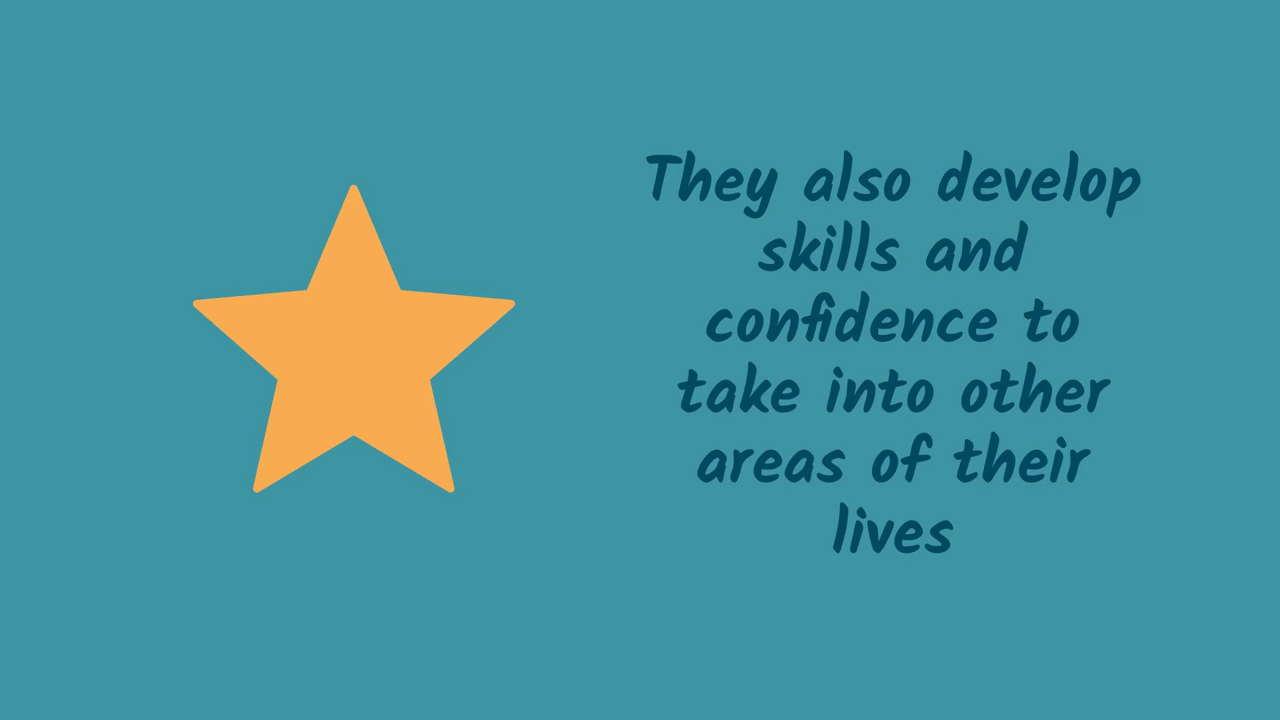 They also develop
skills and
confidence to
take into other
areas of their
lives